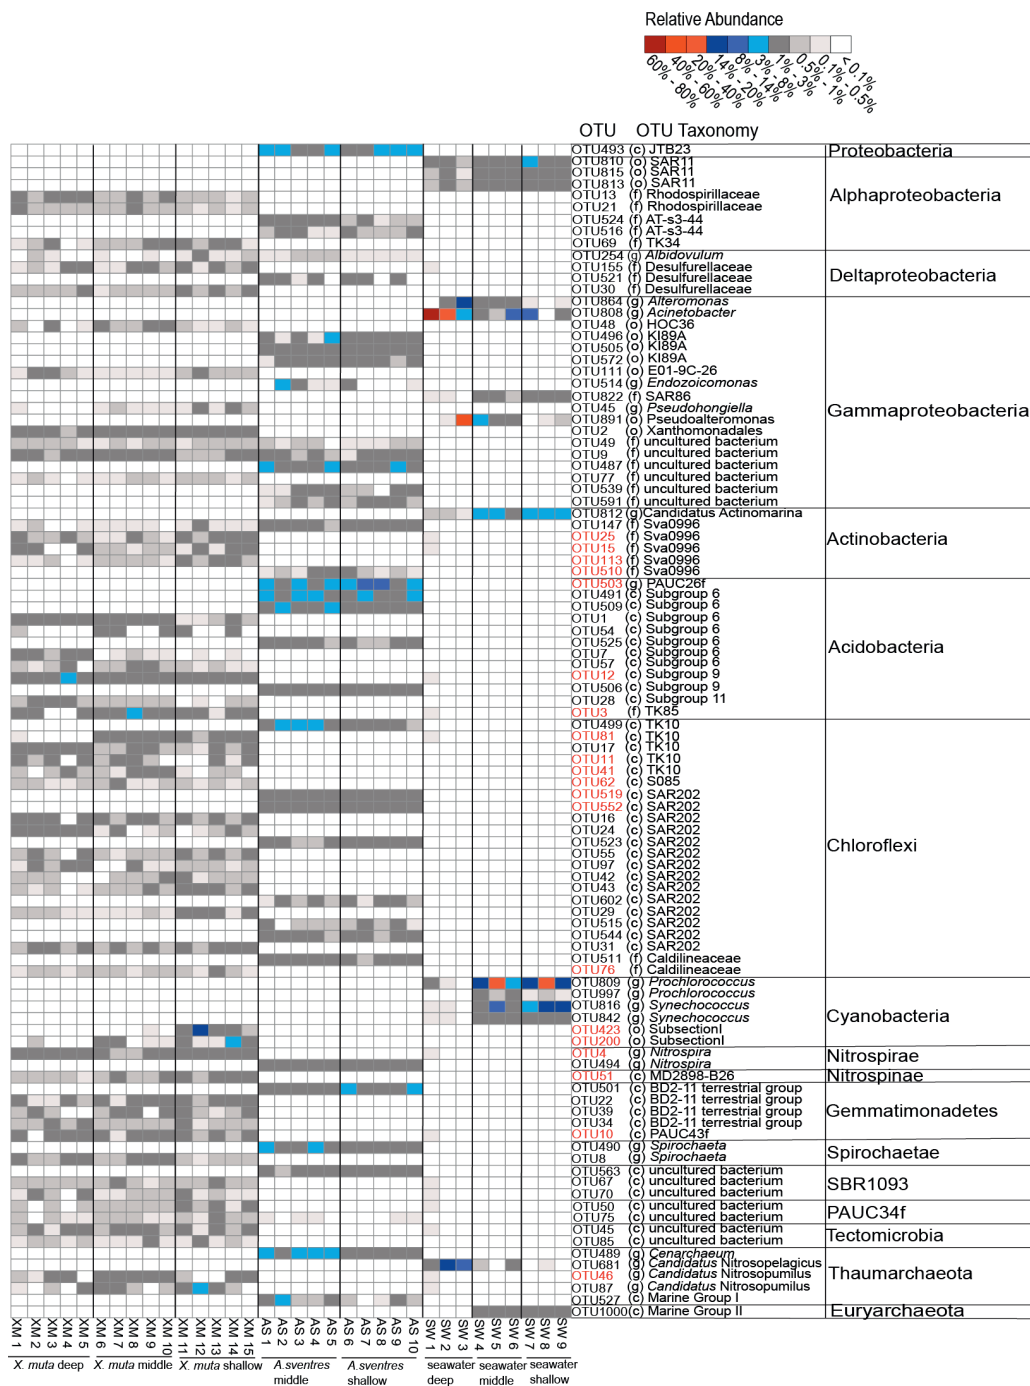 Relative Abundance
60% - 80%
40% - 60%
20% - 40%
14% - 20%
8% - 14%
3% - 8%
1% - 3%
0.5% - 1%
0.1% - 0.5%
< 0.1%
OTU OTU Taxonomy
OTU493 (c) JTB23 Proteobacteria
OTU810 (o) SAR11
OTU815 (o) SAR11
OTU813 (o) SAR11
OTU13 (f) Rhodospirillaceae Alphaproteobacteria
OTU21 (f) Rhodospirillaceae
OTU524 (f) AT-s3-44
OTU516 (f) AT-s3-44
OTU69 (f) TK34
OTU254 (g) Albidovulum
OTU155 (f) Desulfurellaceae
OTU521 (f) Desulfurellaceae Deltaproteobacteria
OTU30 (f) Desulfurellaceae
OTU864 (g) Alteromonas
OTU808 (g) Acinetobacter
OTU48 (o) HOC36
OTU496 (o) KI89A
OTU505 (o) KI89A
OTU572 (o) KI89A
OTU111 (o) E01-9C-26
OTU514 (g) Endozoicomonas
OTU822 (f) SAR86
OTU45 (g) Pseudohongiella Gammaproteobacteria
OTU891 (o) Pseudoalteromonas
OTU2 (o) Xanthomonadales
OTU49 (f) uncultured bacterium
OTU9 (f) uncultured bacterium
OTU487 (f) uncultured bacterium
OTU77 (f) uncultured bacterium
OTU539 (f) uncultured bacterium
OTU591 (f) uncultured bacterium
OTU812 (g)Candidatus Actinomarina
OTU147 (f) Sva0996
OTU25 (f) Sva0996 Actinobacteria
OTU15 (f) Sva0996
OTU113 (f) Sva0996
OTU510 (f) Sva0996
OTU503 (g) PAUC26f
OTU491 (c) Subgroup 6
OTU509 (c) Subgroup 6
OTU1 (c) Subgroup 6
OTU54 (c) Subgroup 6
OTU525 (c) Subgroup 6 Acidobacteria
OTU7 (c) Subgroup 6
OTU57 (c) Subgroup 6
OTU12 (c) Subgroup 9
OTU506 (c) Subgroup 9
OTU28 (c) Subgroup 11
OTU3 (f) TK85
OTU499 (c) TK10
OTU81 (c) TK10
OTU17 (c) TK10
OTU11 (c) TK10
OTU41 (c) TK10
OTU62 (c) S085
OTU519 (c) SAR202
OTU552 (c) SAR202
OTU16 (c) SAR202
OTU24 (c) SAR202
OTU523 (c) SAR202 Chloroflexi
OTU55 (c) SAR202
OTU97 (c) SAR202
OTU42 (c) SAR202
OTU43 (c) SAR202
OTU602 (c) SAR202
OTU29 (c) SAR202
OTU515 (c) SAR202
OTU544 (c) SAR202
OTU31 (c) SAR202
OTU511 (f) Caldilineaceae
OTU76 (f) Caldilineaceae
OTU809 (g) Prochlorococcus
OTU997 (g) Prochlorococcus
OTU816 (g) Synechococcus
OTU842 (g) Synechococcus Cyanobacteria
OTU423 (o) SubsectionI
OTU200 (o) SubsectionI
OTU4 (g) Nitrospira Nitrospirae
OTU494 (g) Nitrospira
OTU51 (c) MD2898-B26 Nitrospinae
OTU501 (c) BD2-11 terrestrial group
OTU22 (c) BD2-11 terrestrial group
OTU39 (c) BD2-11 terrestrial group Gemmatimonadetes
OTU34 (c) BD2-11 terrestrial group
OTU10 (c) PAUC43f
OTU490 (g) Spirochaeta Spirochaetae
OTU8 (g) Spirochaeta
OTU563 (c) uncultured bacterium
OTU67 (c) uncultured bacterium SBR1093
OTU70 (c) uncultured bacterium
OTU50 (c) uncultured bacterium PAUC34f
OTU75 (c) uncultured bacterium
OTU45 (c) uncultured bacterium Tectomicrobia
OTU85 (c) uncultured bacterium
OTU489 (g) Cenarchaeum
OTU681 (g) Candidatus Nitrosopelagicus
OTU46 (g) Candidatus Nitrosopumilus Thaumarchaeota
OTU87 (g) Candidatus Nitrosopumilus
OTU527 (c) Marine Group I
OTU1000(c) Marine Group II Euryarchaeota
XM 1 XM 2 XM 3 XM 4 XM 5 XM 6 XM 7 XM 8 XM 9 XM 10 XM 11 XM 12 XM 13 XM 14 XM 15 AS 1 AS 2 AS 3 AS 4 AS 5 AS 6 AS 7 AS 8 AS 9 AS 10 SW 1 SW 2 SW 3 SW 4 SW 5 SW 6 SW 7 SW 8 SW 9
X. muta deep X. muta middle X. muta shallow A.sventres middle A.sventres shallow seawater deep seawater middle seawater shallow